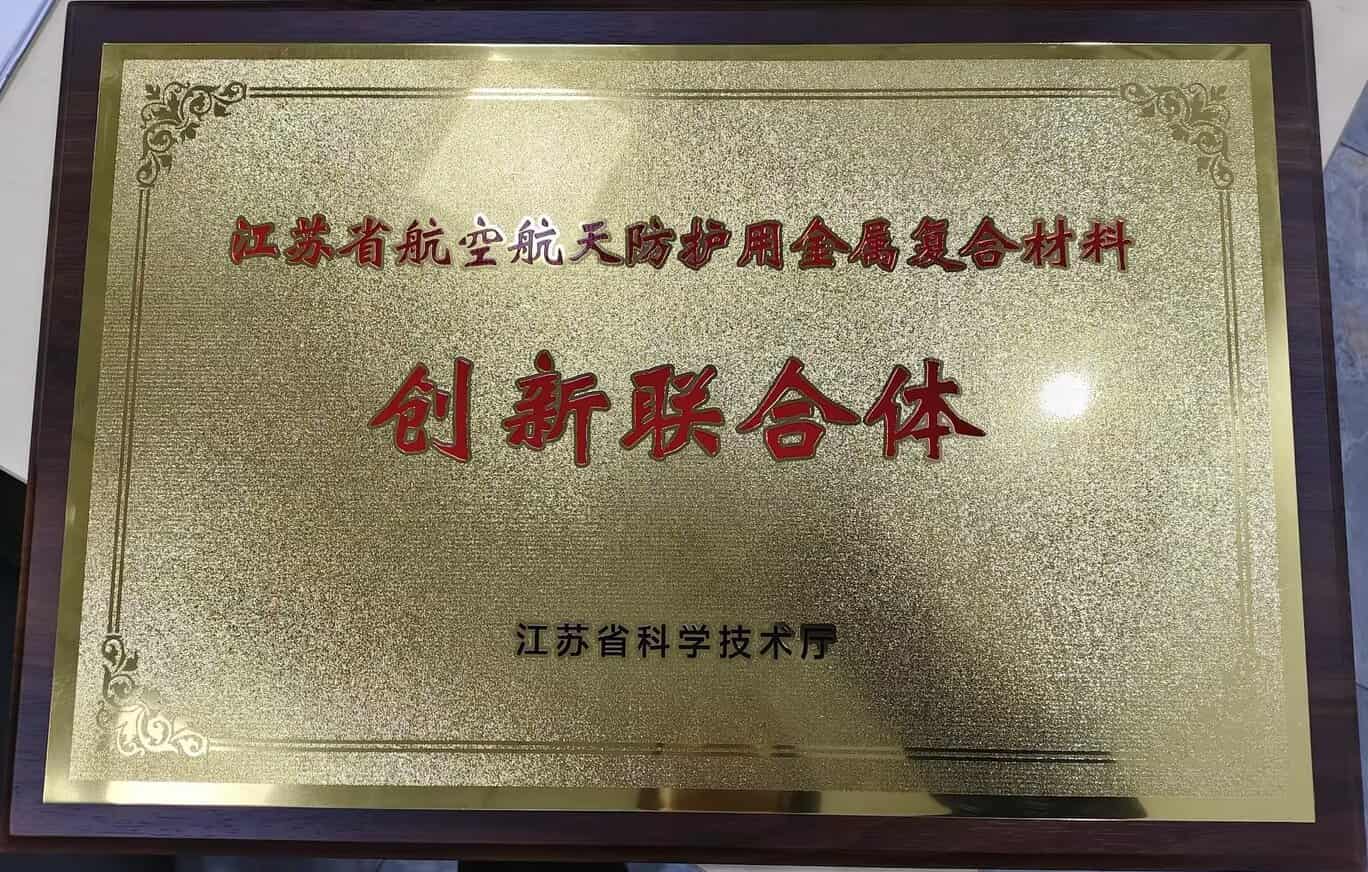 江苏省航空航天防护用金属复合材料
创新联合体
江苏省科学技术厅